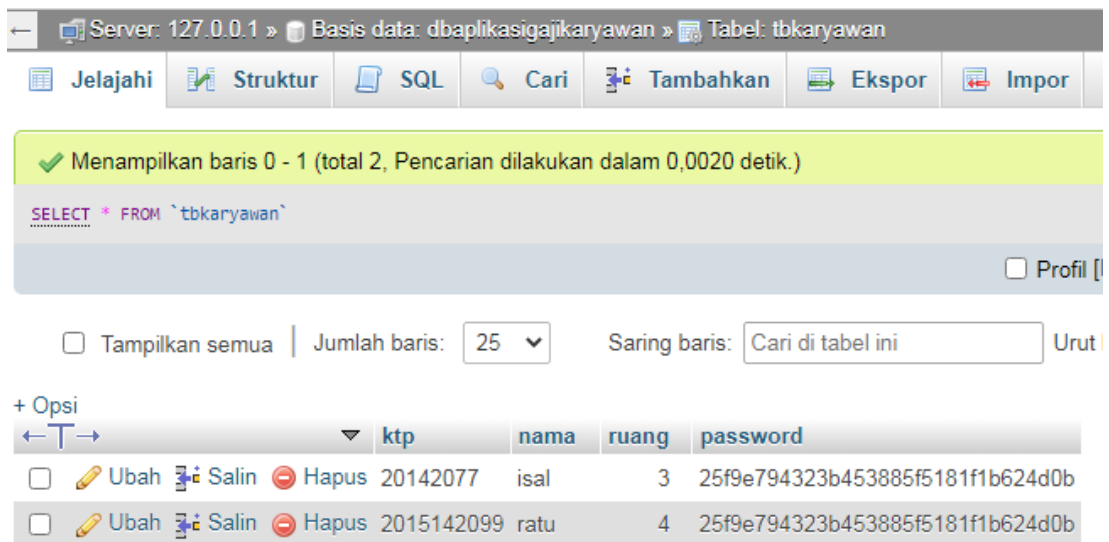 ← Server: 127.0.0.1 » Basis data: dbaplikasigajikaryawan » Tabel: tbkaryawan
Jelajahi Struktur SQL Cari Tambahkan Ekspor Impor
Menampilkan baris 0 - 1 (total 2, Pencarian dilakukan dalam 0,0020 detik.)
SELECT * FROM `tbkaryawan`
Profil [
Tampilkan semua | Jumlah baris: 25 Saring baris: Cari di tabel ini Urut
+ Opsi
←T→ ▼ ktp nama ruang password
Ubah Salin Hapus 20142077 isal 3 25f9e794323b453885f5181f1b624d0b
Ubah Salin Hapus 2015142099 ratu 4 25f9e794323b453885f5181f1b624d0b